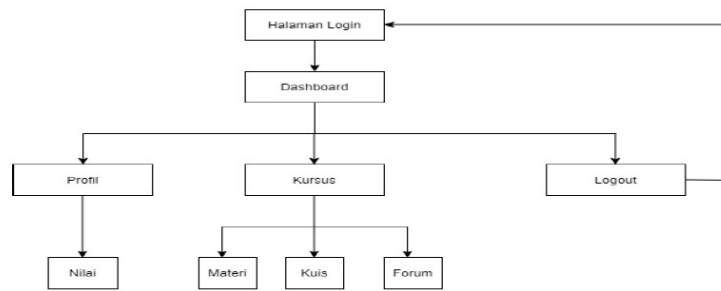 Halaman Login
Dashboard
Profil
Kursus
Logout
Nilai
Materi
Kuis
Forum